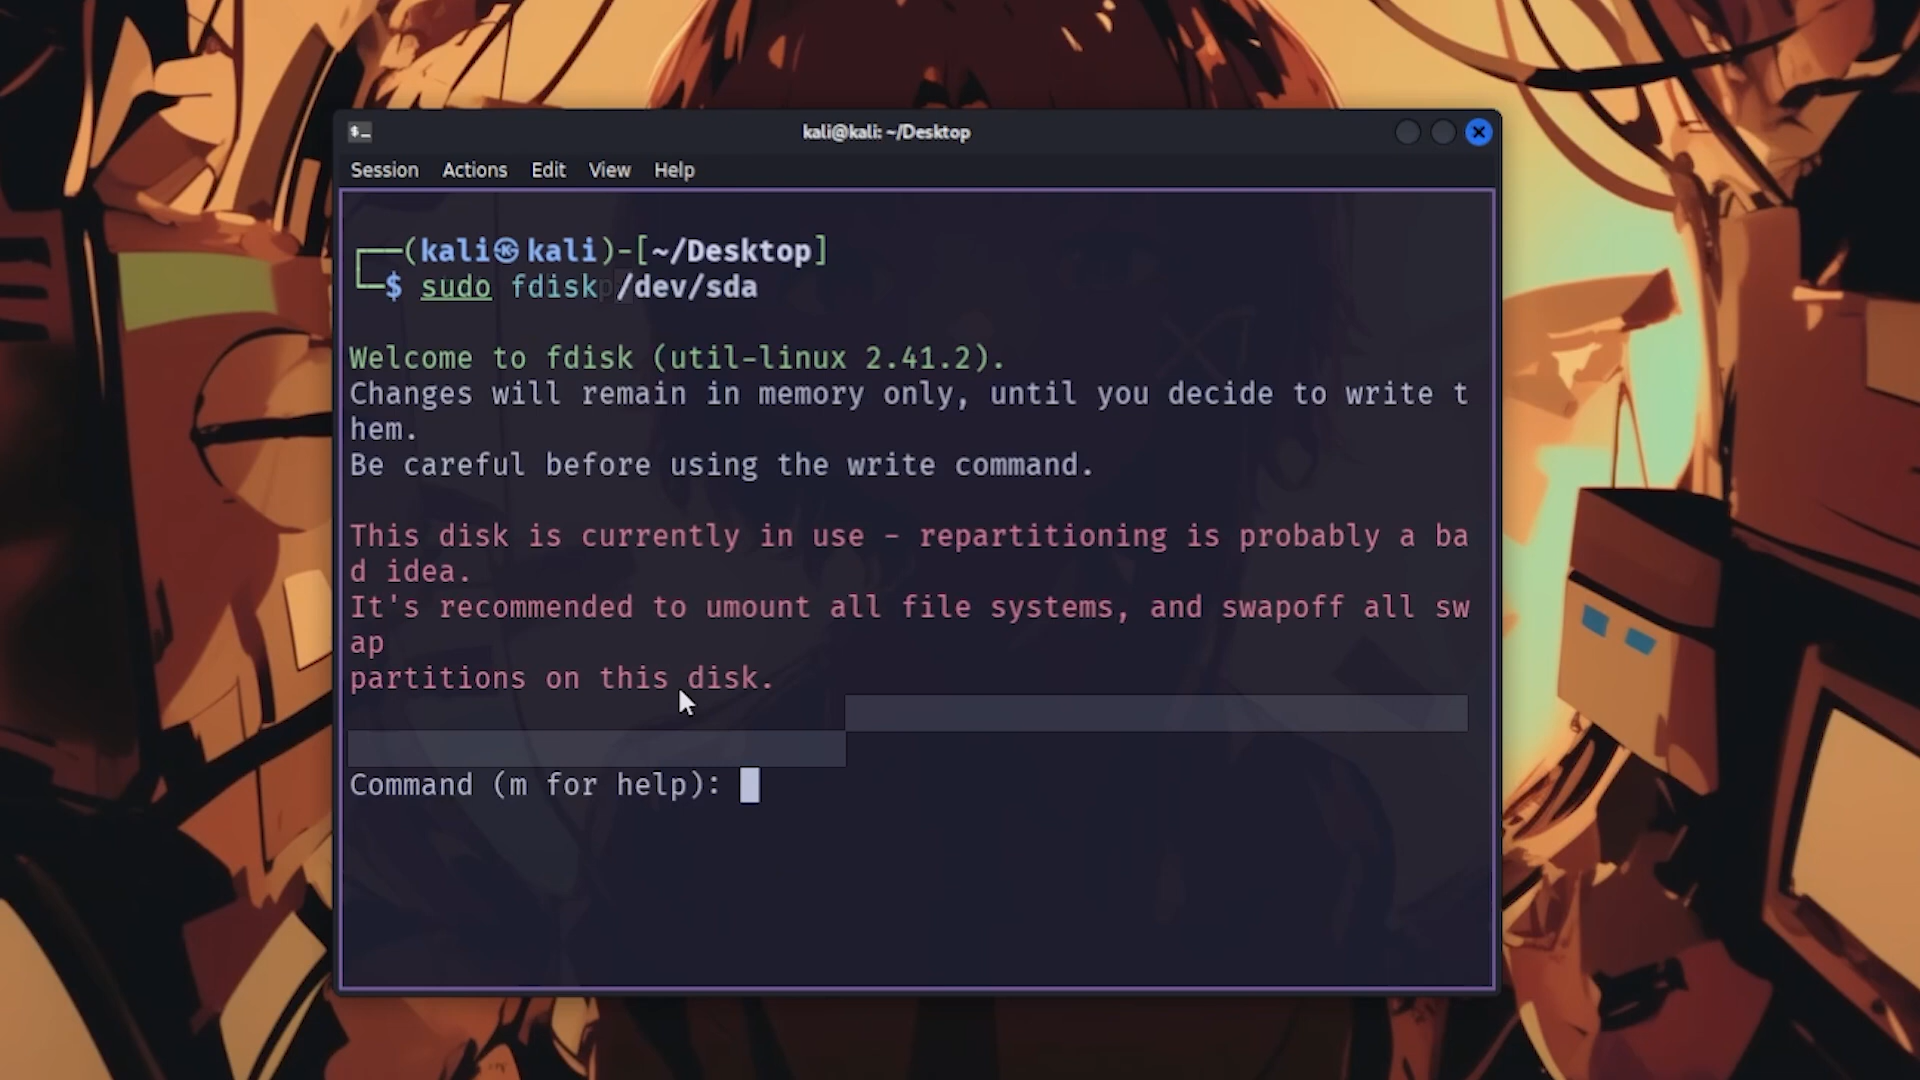 kali@kali: ~/Desktop
Session Actions Edit View Help
┌──(kali㉿kali)-[~/Desktop]
└─$ sudo fdisk /dev/sda
Welcome to fdisk (util-linux 2.41.2).
Changes will remain in memory only, until you decide to write t
hem.
Be careful before using the write command.
This disk is currently in use - repartitioning is probably a ba
d idea.
It's recommended to umount all file systems, and swapoff all sw
ap
partitions on this disk.
Command (m for help):